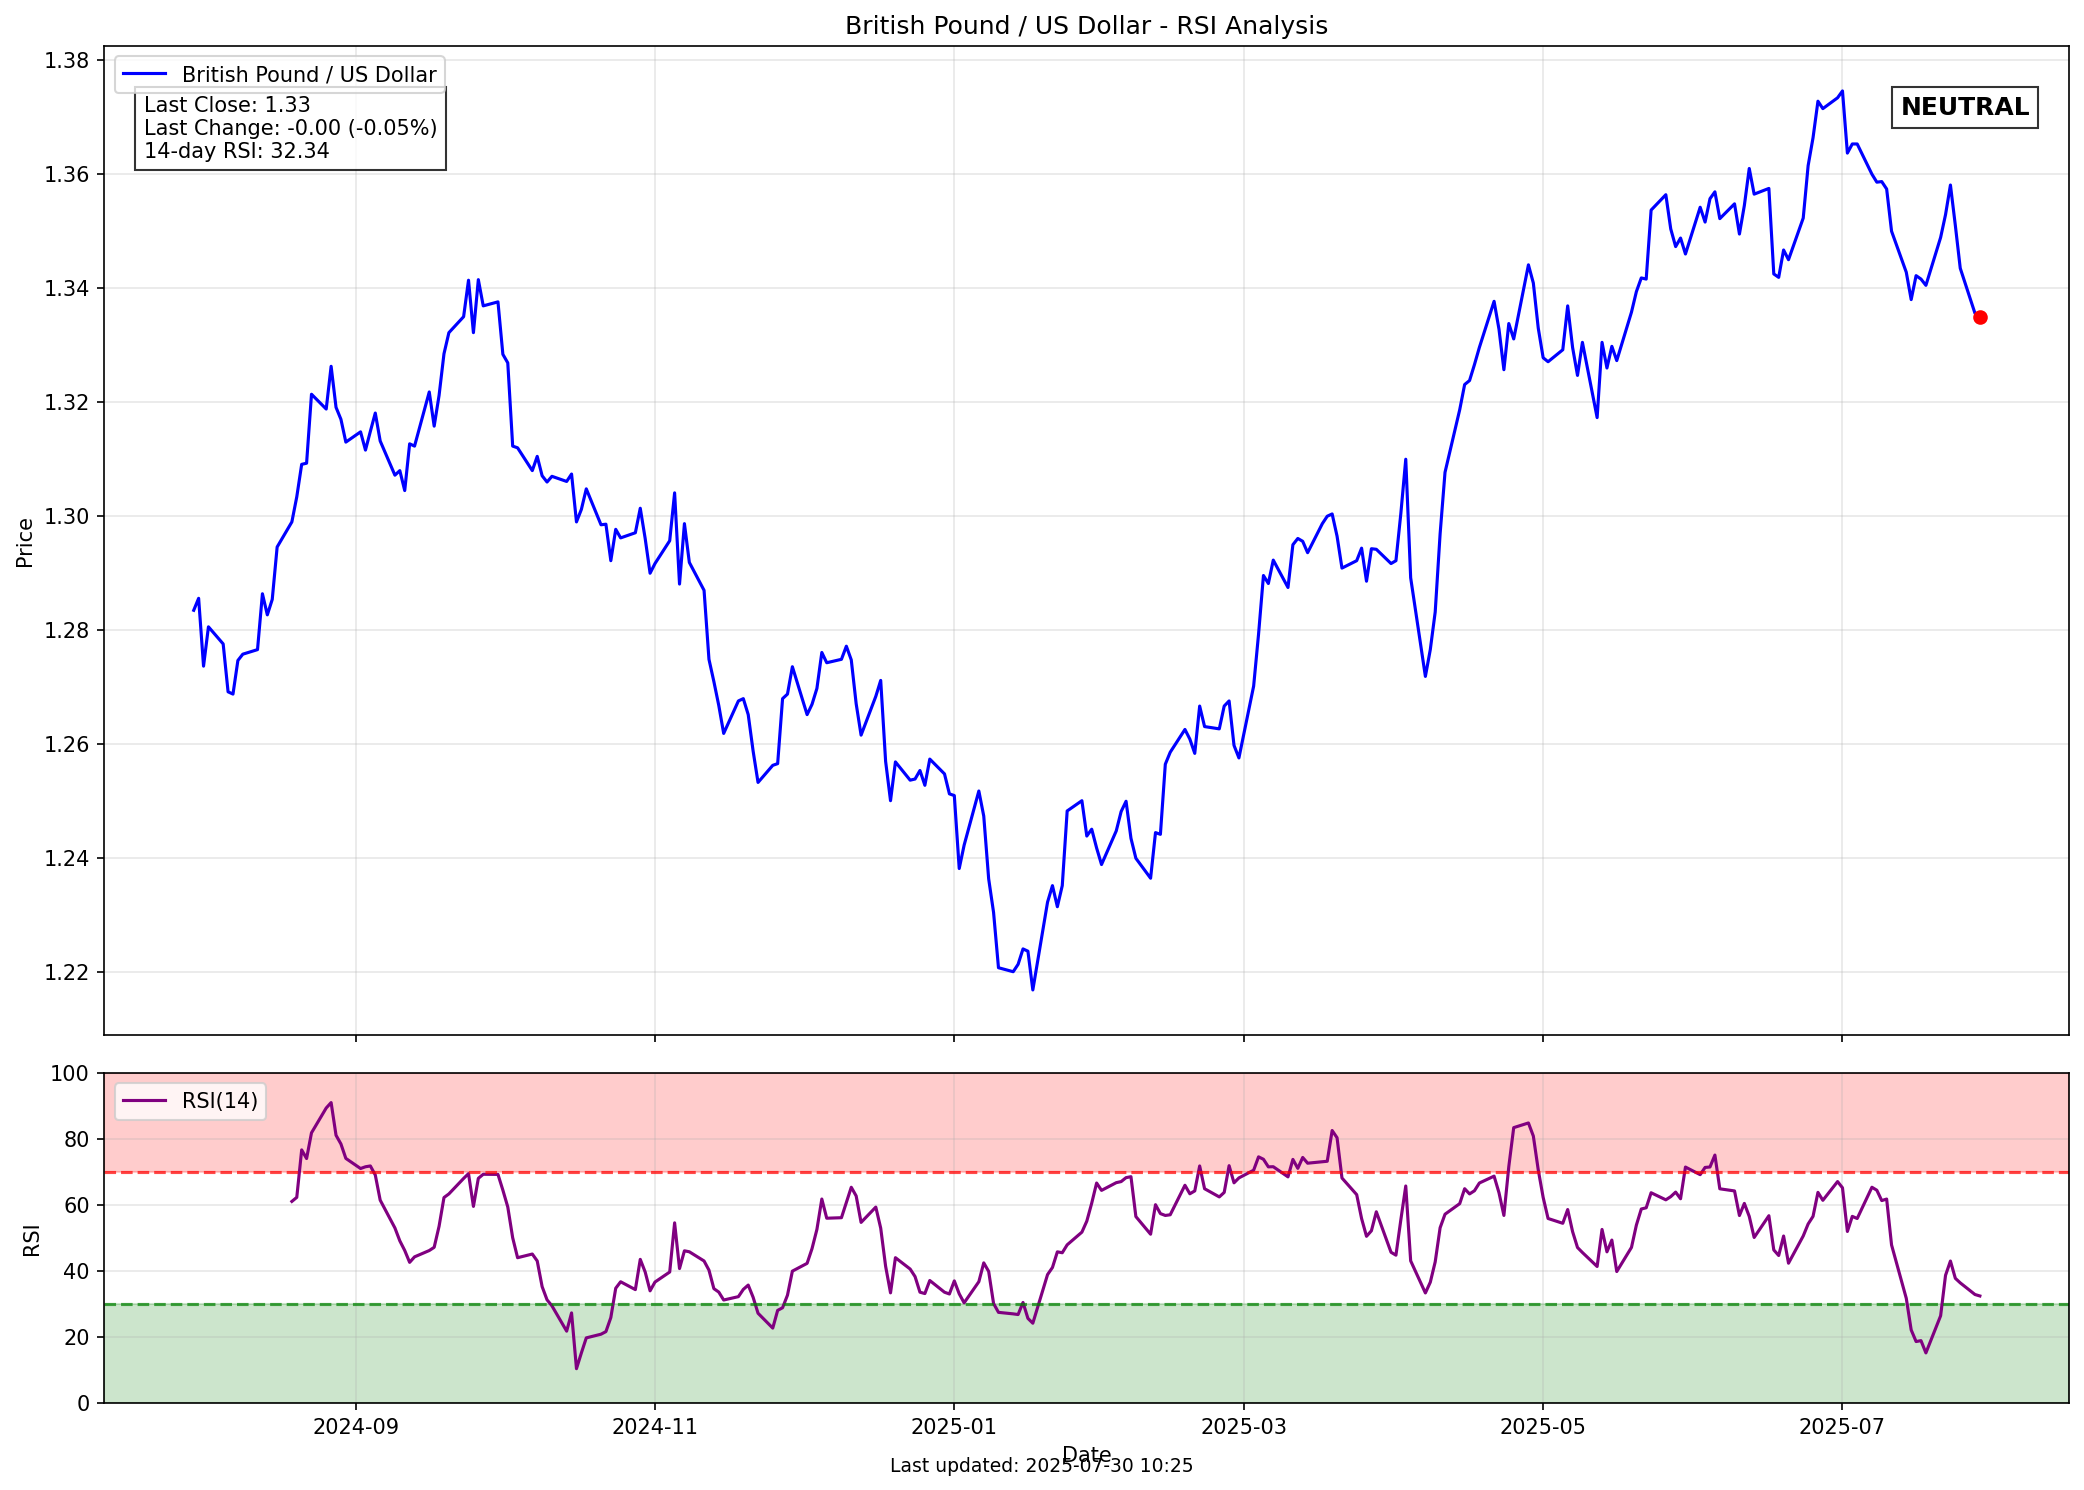 British Pound / US Dollar - RSI Analysis
British Pound / US Dollar
Last Close: 1.33
Last Change: -0.00 (-0.05%)
14-day RSI: 32.34
NEUTRAL
Price
1.38
1.36
1.34
1.32
1.30
1.28
1.26
1.24
1.22
RSI(14)
RSI
100
80
60
40
20
0
2024-09
2024-11
2025-01
2025-03
2025-05
2025-07
Date
Last updated: 2025-07-30 10:25